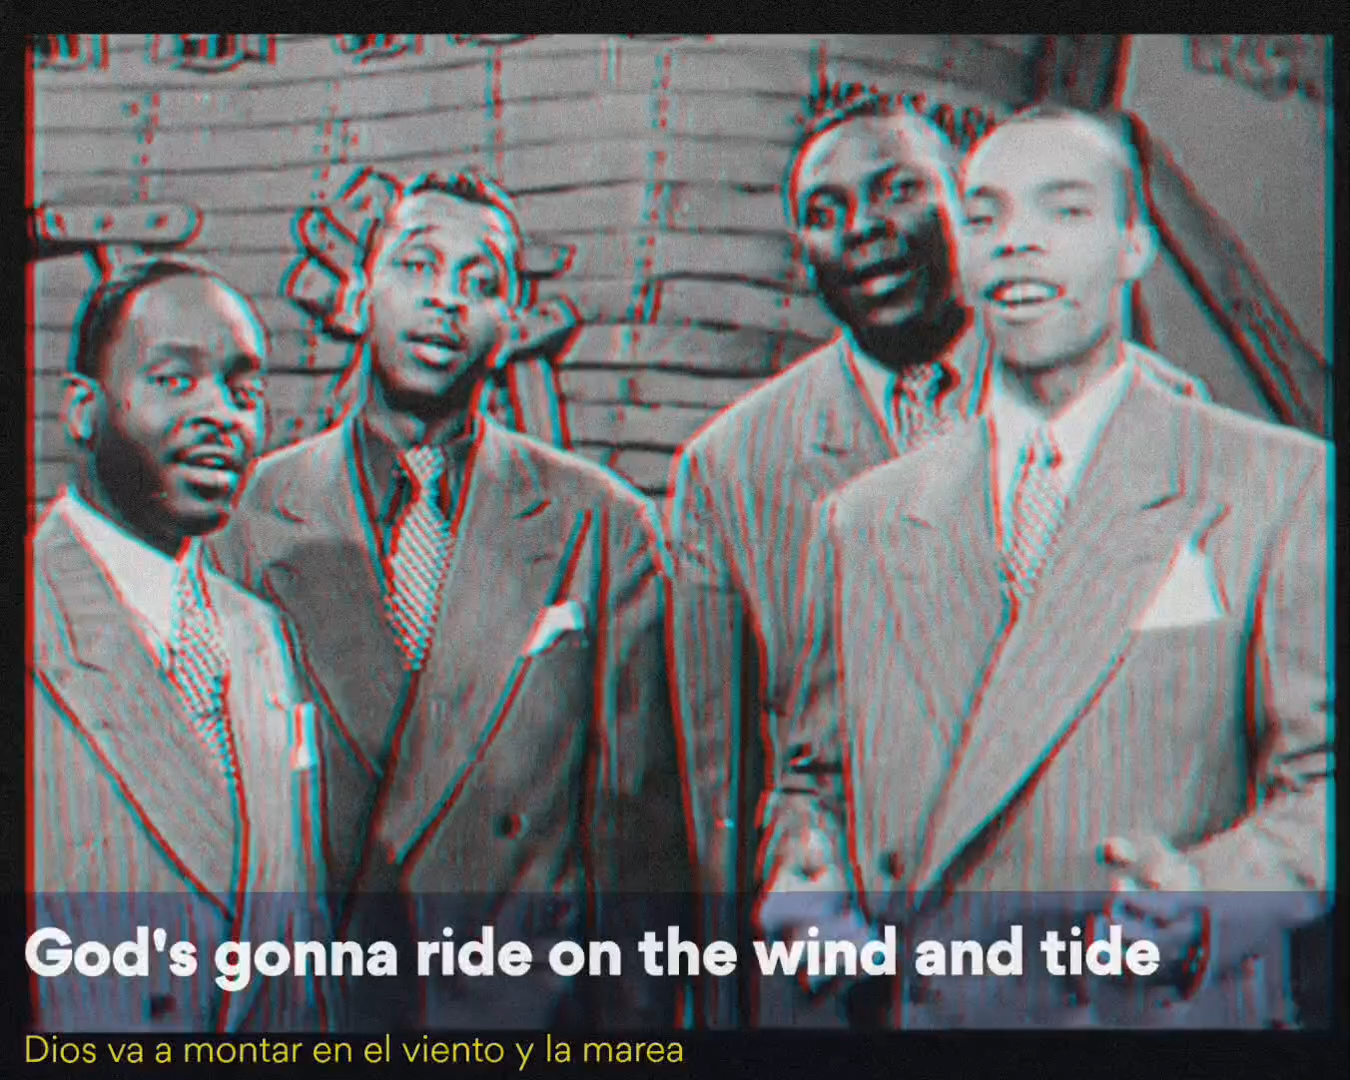 God's gonna ride on the wind and tide
Dios va a montar en el viento y la marea